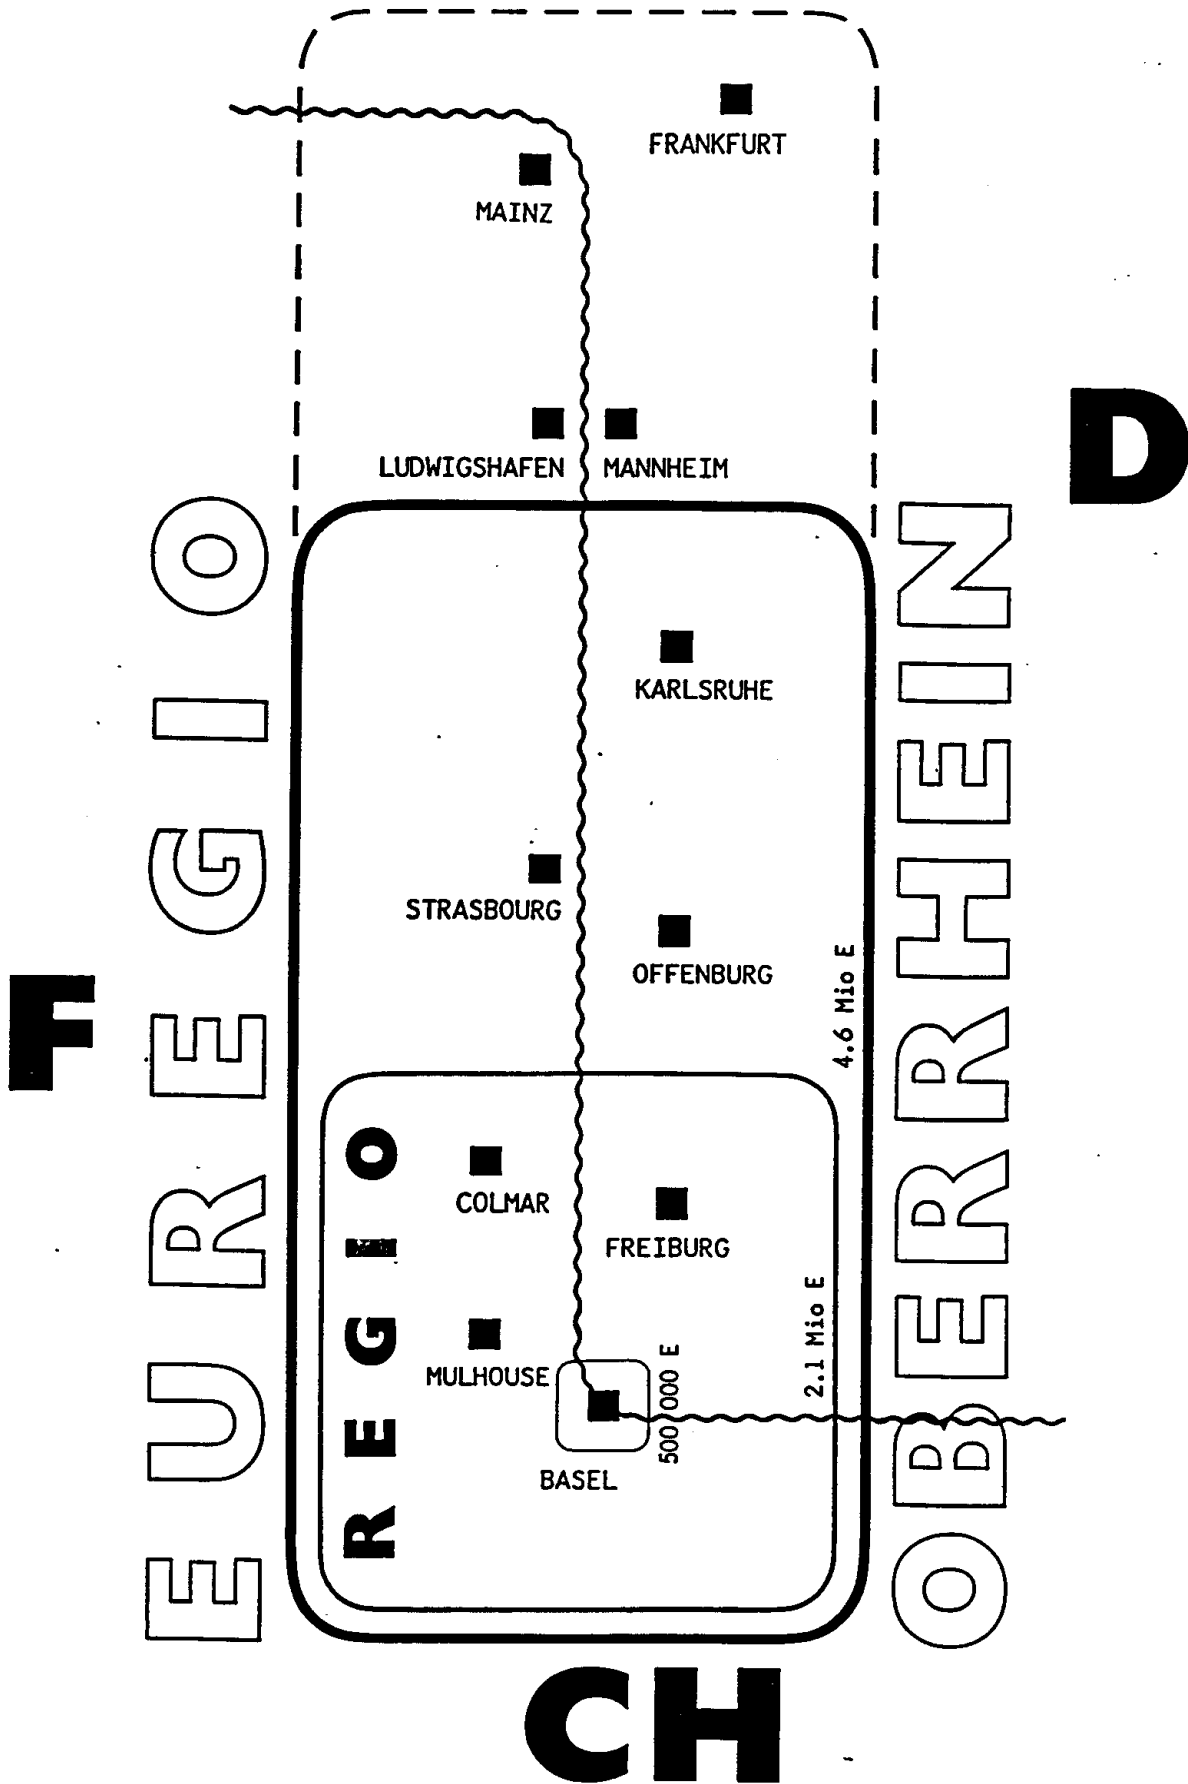 FRANKFURT
MAINZ
D
LUDWIGSHAFEN
MANNHEIM
EUREGIO
OBERRHEIN
KARLSRUHE
STRASBOURG
OFFENBURG
4.6 Mio E
F
REGIO
COLMAR
FREIBURG
2.1 Mio E
MULHOUSE
500 000 E
BASEL
CH